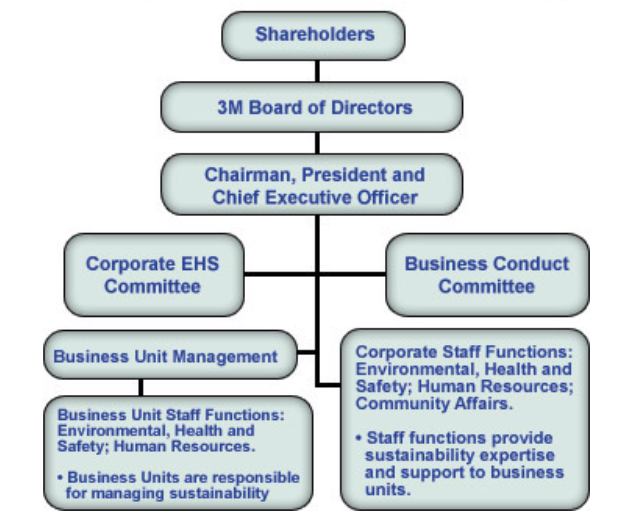 Shareholders
3M Board of Directors
Chairman, President and
Chief Executive Officer
Corporate EHS
Committee
Business Conduct
Committee
Business Unit Management
Business Unit Staff Functions:
Environmental, Health and
Safety; Human Resources.
• Business Units are responsible
for managing sustainability
Corporate Staff Functions:
Environmental, Health and
Safety; Human Resources;
Community Affairs.
• Staff functions provide
sustainability expertise
and support to business
units.